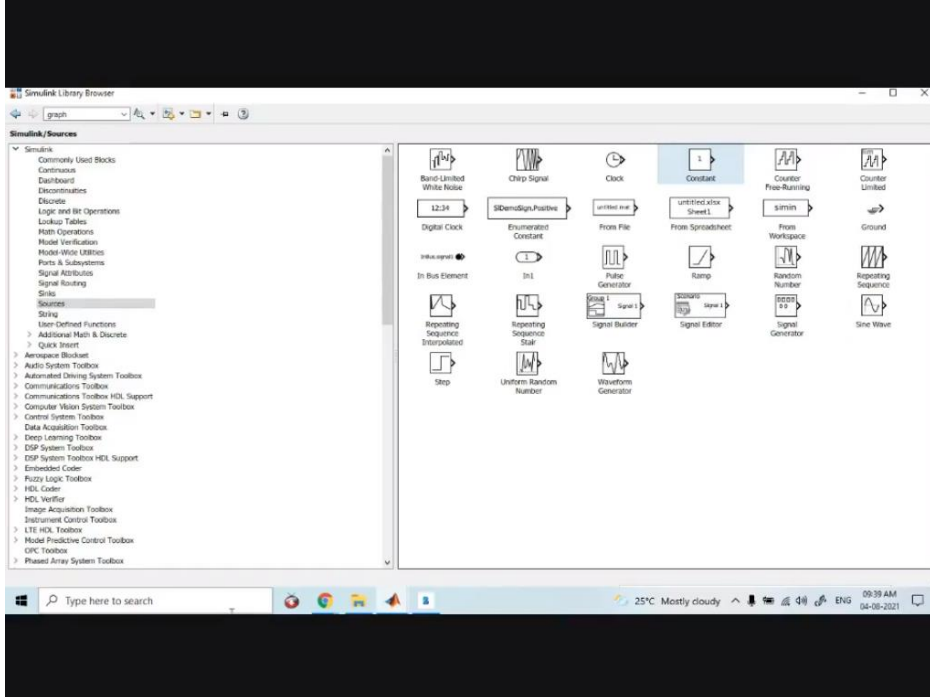 Simulink Library Browser
graph
Simulink/Sources
Simulink
Commonly Used Blocks
Continuous
Dashboard
Discontinuities
Discrete
Logic and Bit Operations
Lookup Tables
Math Operations
Model Verification
Model-Wide Utilities
Ports & Subsystems
Signal Attributes
Signal Routing
Sinks
Sources
String
User-Defined Functions
Additional Math & Discrete
Quick Insert
Aerospace Blockset
Audio System Toolbox
Automated Driving System Toolbox
Communications Toolbox
Communications Toolbox HDL Support
Computer Vision System Toolbox
Control System Toolbox
Data Acquisition Toolbox
Deep Learning Toolbox
DSP System Toolbox
DSP System Toolbox HDL Support
Embedded Coder
Fuzzy Logic Toolbox
HDL Coder
HDL Verifier
Image Acquisition Toolbox
Instrument Control Toolbox
LTE HDL Toolbox
Model Predictive Control Toolbox
OPC Toolbox
Phased Array System Toolbox
1
Band-Limited
White Noise
Chirp Signal
Clock
Constant
Counter
Free-Running
Counter
Limited
12:34
SlDemoSign.Positive
untitled.mat
untitled.xlsx
Sheet1
simin
Digital Clock
Enumerated
Constant
From File
From Spreadsheet
From
Workspace
Ground
1
In Bus Element
In1
Pulse
Generator
Ramp
Random
Number
Repeating
Sequence
Group 1
Signal 1
Scenario
Signal 1
Repeating
Sequence
Interpolated
Repeating
Sequence
Stair
Signal Builder
Signal Editor
Signal
Generator
Sine Wave
Step
Uniform Random
Number
Waveform
Generator
Type here to search
25°C Mostly cloudy
ENG
09:39 AM
04-08-2021